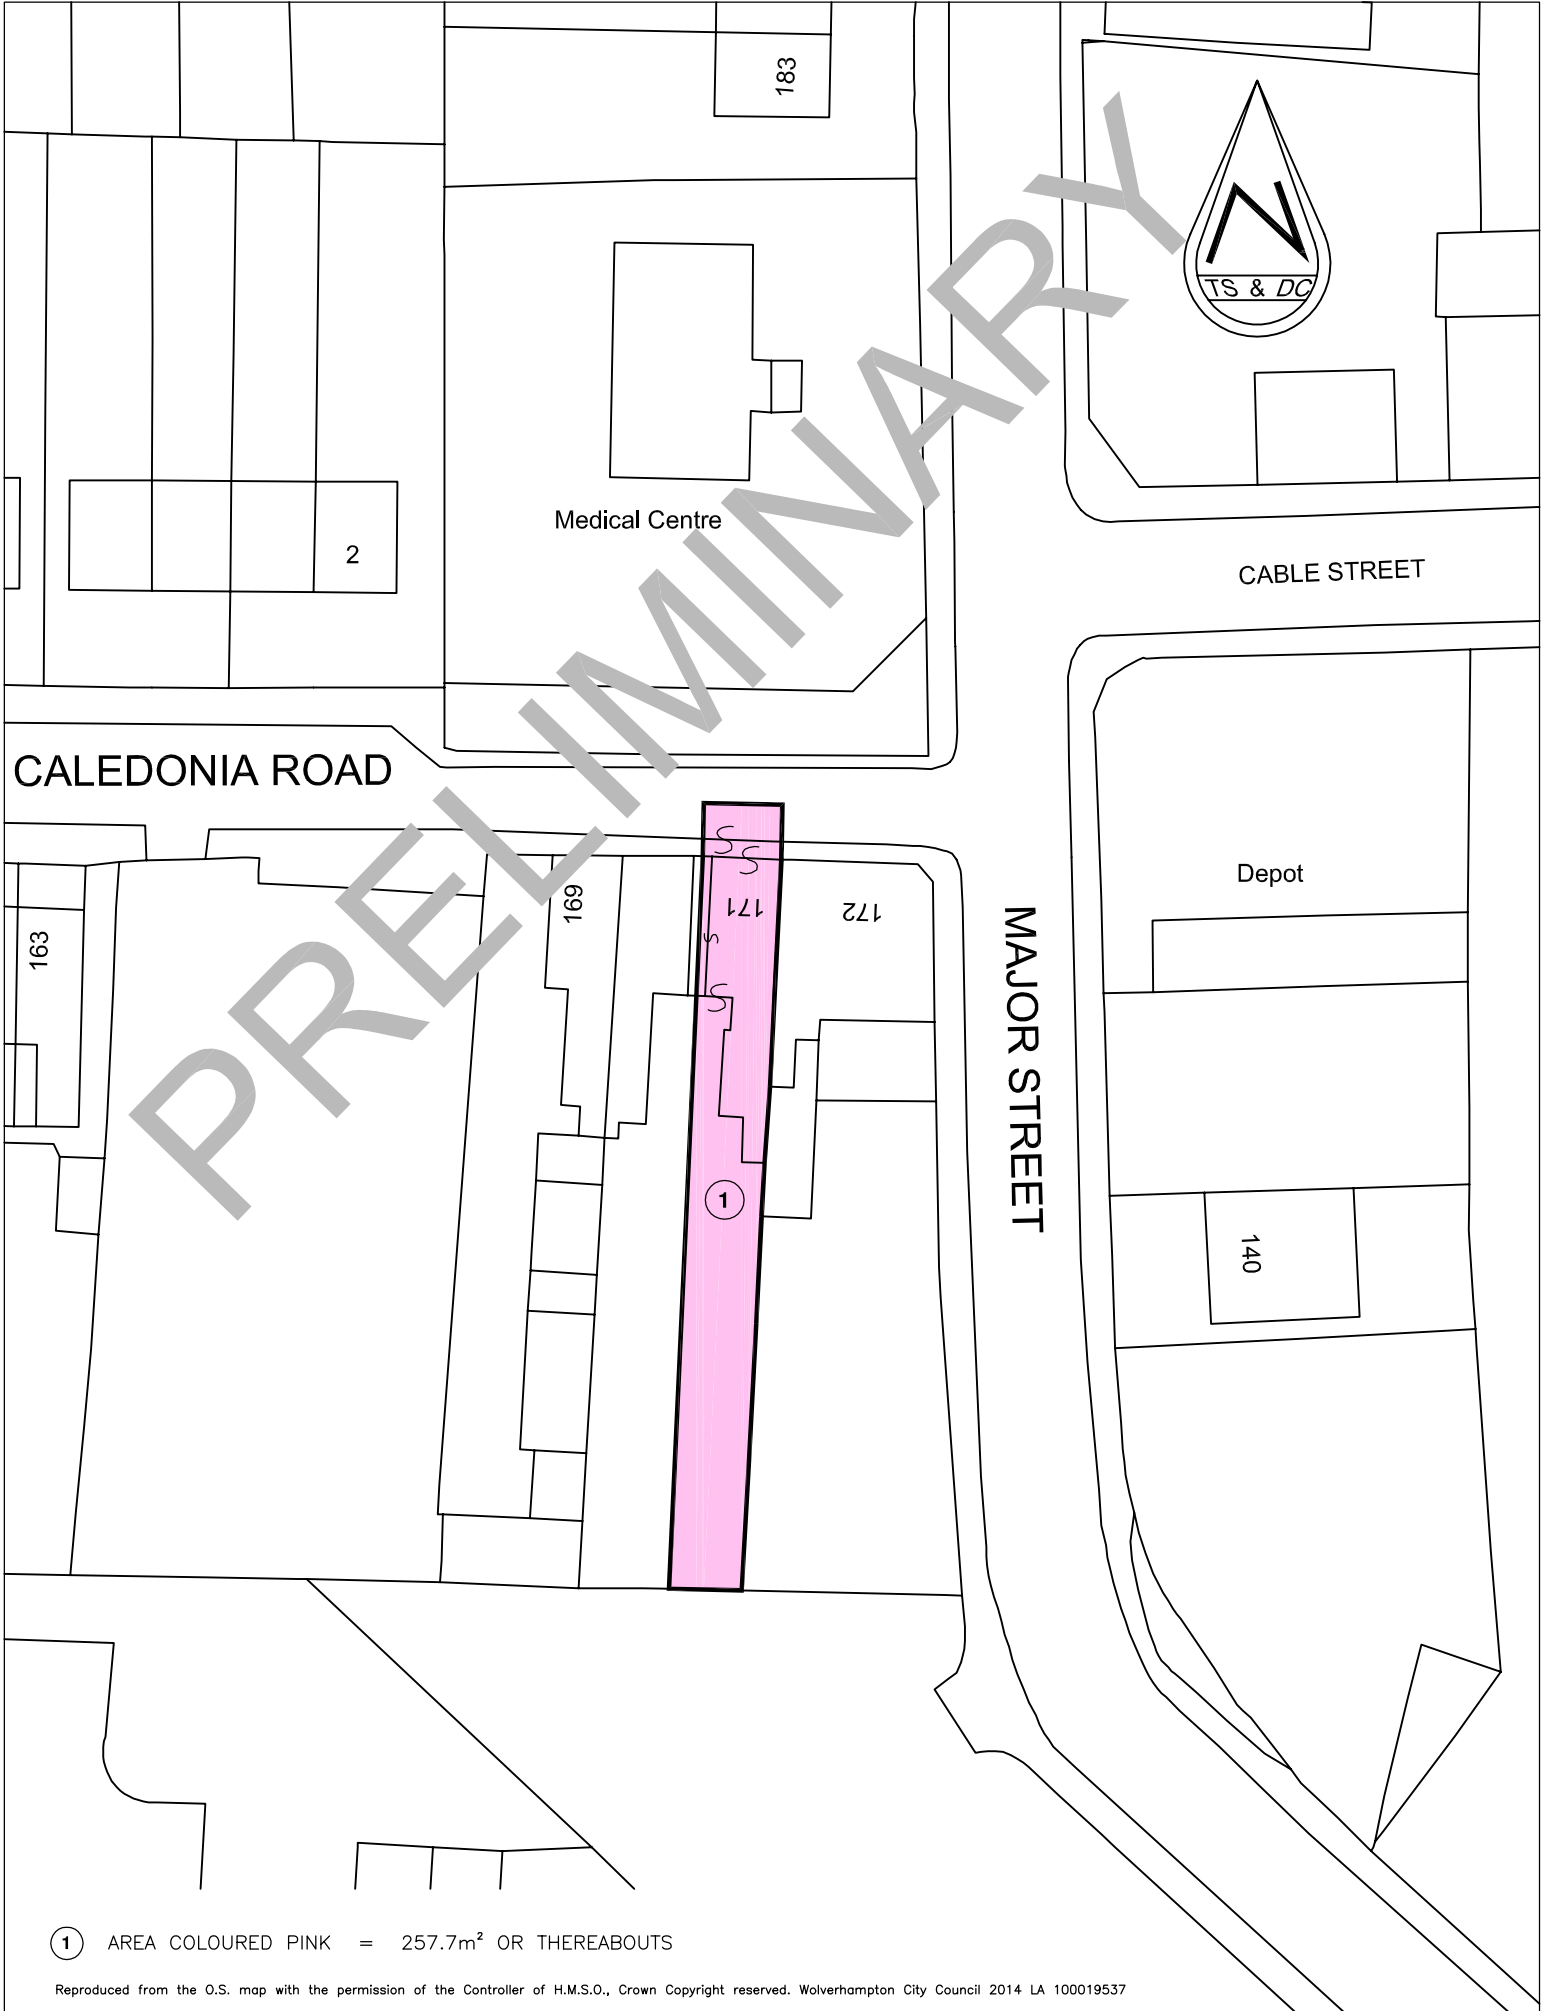 183
N
TS & DC
PRELIMINARY
Medical Centre
2
CABLE STREET
CALEDONIA ROAD
Depot
169
171
172
163
MAJOR STREET
1
140
1 AREA COLOURED PINK = 257.7m² OR THEREABOUTS
Reproduced from the O.S. map with the permission of the Controller of H.M.S.O., Crown Copyright reserved. Wolverhampton City Council 2014 LA 100019537